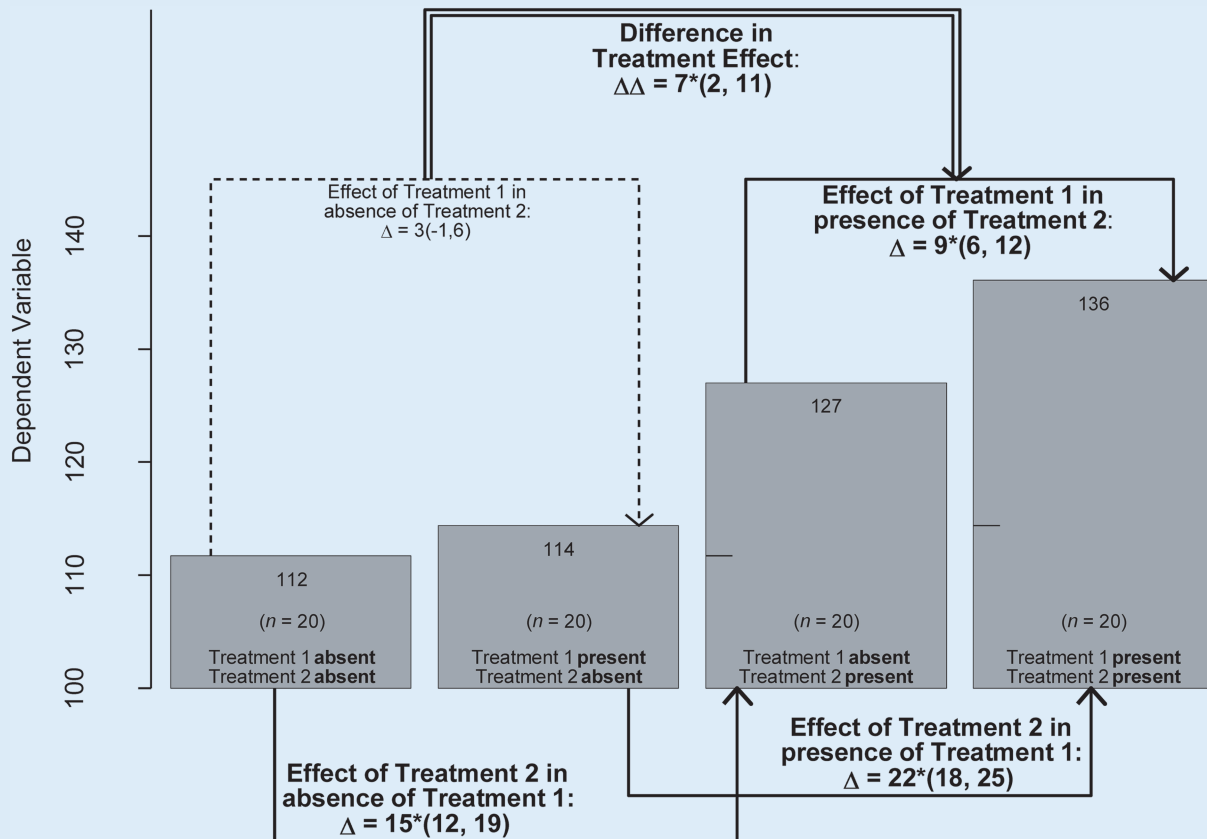 Difference in
Treatment Effect:
ΔΔ = 7*(2, 11)
Effect of Treatment 1 in
absence of Treatment 2:
Δ = 3(-1,6)
Effect of Treatment 1 in
presence of Treatment 2:
Δ = 9*(6, 12)
Dependent Variable
140
130
120
110
100
112
(n = 20)
Treatment 1 absent
Treatment 2 absent
114
(n = 20)
Treatment 1 present
Treatment 2 absent
127
(n = 20)
Treatment 1 absent
Treatment 2 present
136
(n = 20)
Treatment 1 present
Treatment 2 present
Effect of Treatment 2 in
absence of Treatment 1:
Δ = 15*(12, 19)
Effect of Treatment 2 in
presence of Treatment 1:
Δ = 22*(18, 25)